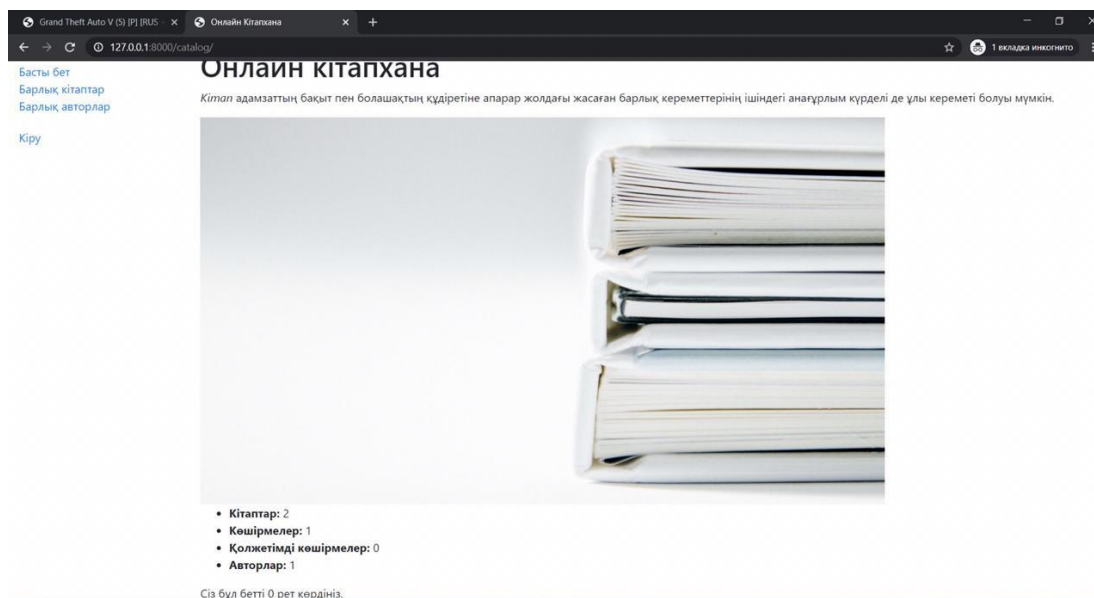 Grand Theft Auto V (5) [P] [RUS
Онлайн Кітапхана
127.0.0.1:8000/catalog/
1 вкладка инкогнито
Басты бет
Барлық кітаптар
Барлық авторлар
Кіру
Онлайн кітапхана
Кітап адамзаттың бақыт пен болашақтың құдіретіне апарар жолдағы жасаған барлық кереметтерінің ішіндегі анағұрлым күрделі де ұлы кереметі болуы мүмкін.
Кітаптар: 2
Көшірмелер: 1
Қолжетімді көшірмелер: 0
Авторлар: 1
Сіз бұл бетті 0 рет көрдіңіз.